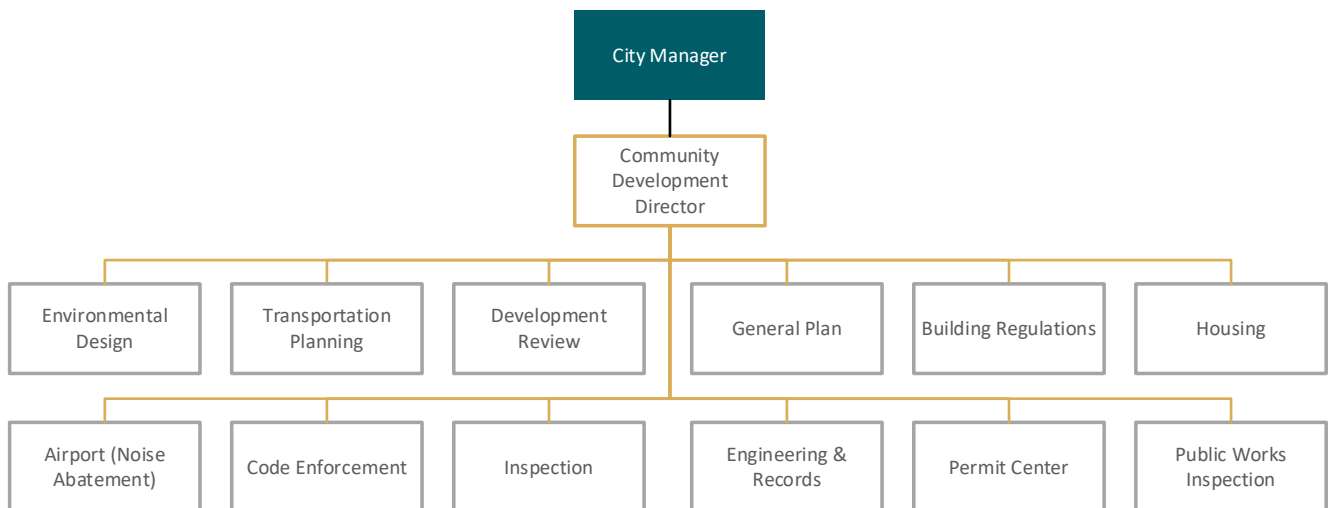 City Manager
Community
Development
Director
Environmental
Design
Transportation
Planning
Development
Review
General Plan
Building Regulations
Housing
Airport (Noise
Abatement)
Code Enforcement
Inspection
Engineering &
Records
Permit Center
Public Works
Inspection